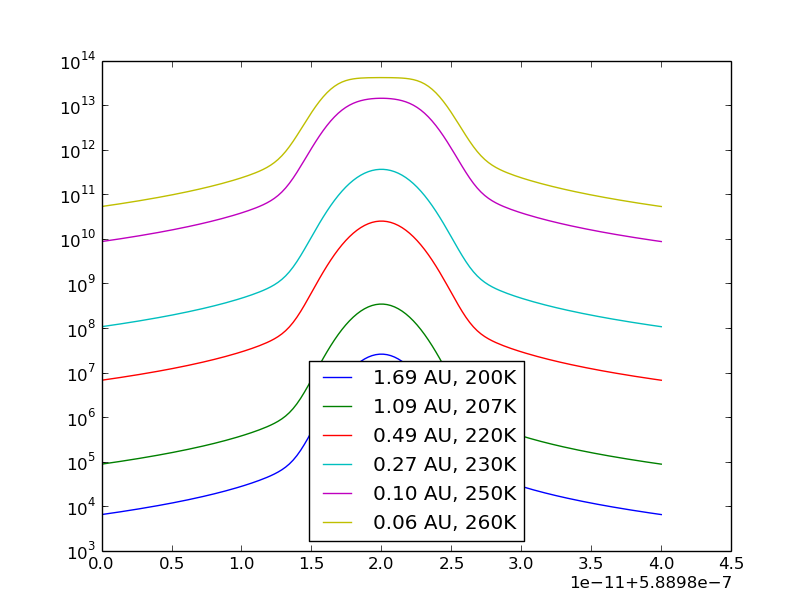 10^14
10^13
10^12
10^11
10^10
10^9
10^8
10^7
10^6
10^5
10^4
10^3
1.69 AU, 200K
1.09 AU, 207K
0.49 AU, 220K
0.27 AU, 230K
0.10 AU, 250K
0.06 AU, 260K
0.0 0.5 1.0 1.5 2.0 2.5 3.0 3.5 4.0 4.5
1e−11+5.8898e−7